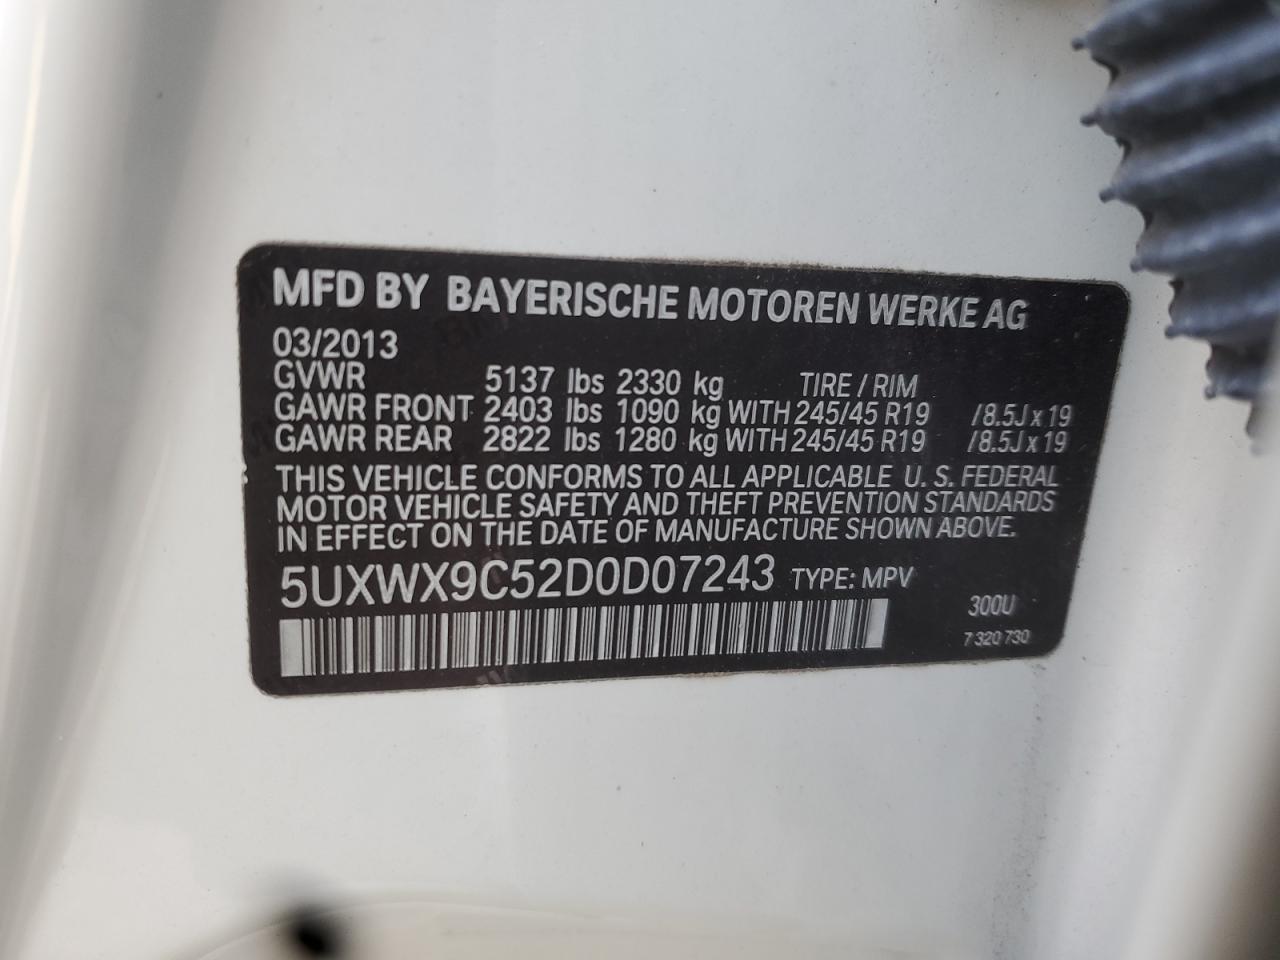 MFD BY BAYERISCHE MOTOREN WERKE AG
03/2013
GVWR 5137 lbs 2330 kg TIRE / RIM
GAWR FRONT 2403 lbs 1090 kg WITH 245/45 R19 /8.5J x 19
GAWR REAR 2822 lbs 1280 kg WITH 245/45 R19 /8.5J x 19
THIS VEHICLE CONFORMS TO ALL APPLICABLE U. S. FEDERAL
MOTOR VEHICLE SAFETY AND THEFT PREVENTION STANDARDS
IN EFFECT ON THE DATE OF MANUFACTURE SHOWN ABOVE.
5UXWX9C52D0D07243 TYPE: MPV
300U
7 320 730